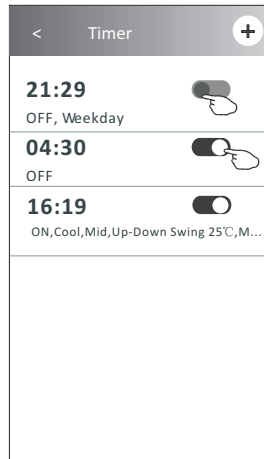 < Timer +
21:29
OFF, Weekday
04:30
OFF
16:19
ON,Cool,Mid,Up-Down Swing 25℃,M...